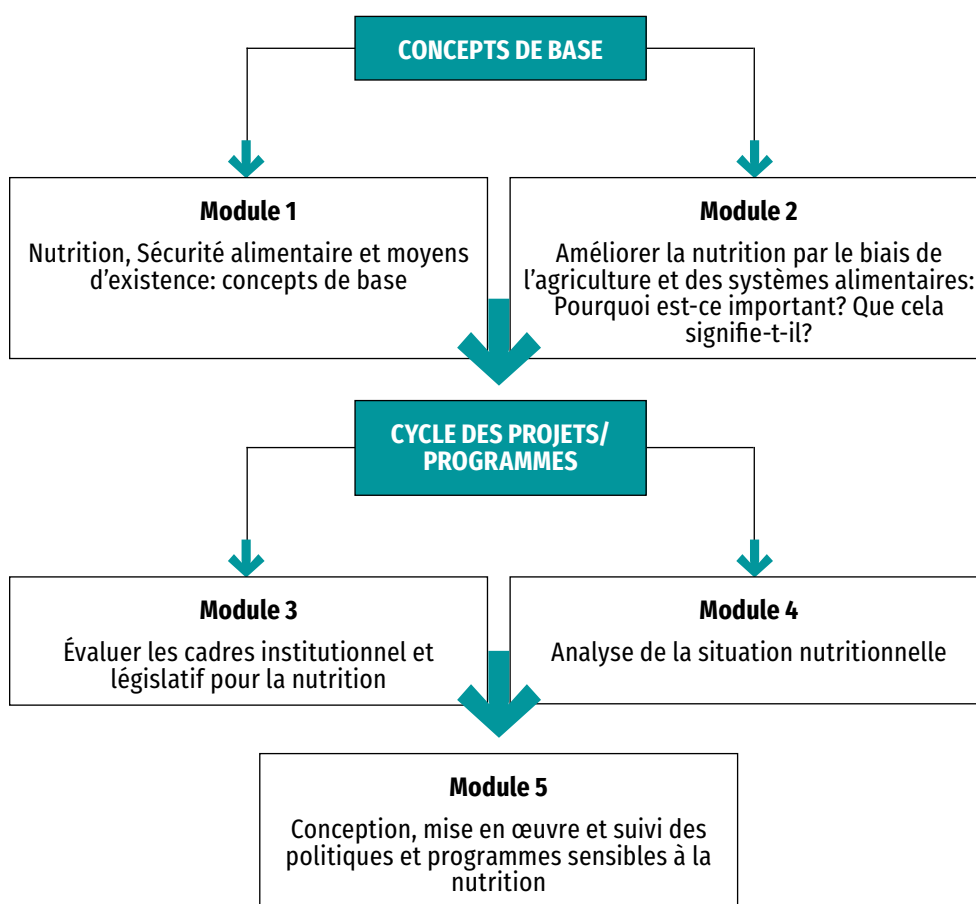 CONCEPTS DE BASE
Module 1
Nutrition, Sécurité alimentaire et moyens
d'existence: concepts de base
Module 2
Améliorer la nutrition par le biais de
l'agriculture et des systèmes alimentaires:
Pourquoi est-ce important? Que cela
signifie-t-il?
CYCLE DES PROJETS/
PROGRAMMES
Module 3
Évaluer les cadres institutionnel et
législatif pour la nutrition
Module 4
Analyse de la situation nutritionnelle
Module 5
Conception, mise en œuvre et suivi des
politiques et programmes sensibles à la
nutrition